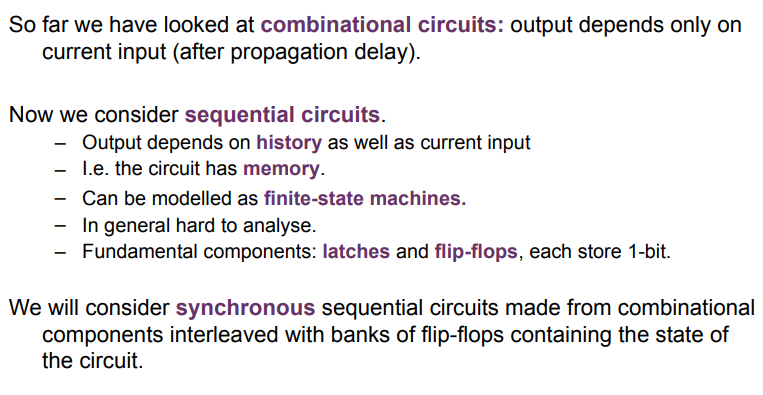 So far we have looked at combinational circuits: output depends only on
current input (after propagation delay).
Now we consider sequential circuits.
– Output depends on history as well as current input
– I.e. the circuit has memory.
– Can be modelled as finite-state machines.
– In general hard to analyse.
– Fundamental components: latches and flip-flops, each store 1-bit.
We will consider synchronous sequential circuits made from combinational
components interleaved with banks of flip-flops containing the state of
the circuit.